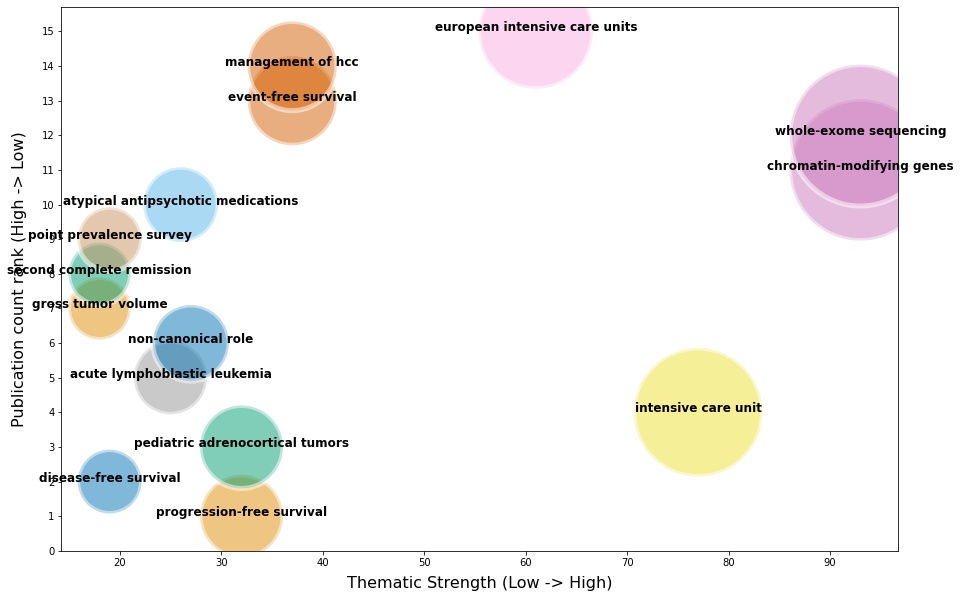 european intensive care units
management of hcc
event-free survival
whole-exome sequencing
chromatin-modifying genes
atypical antipsychotic medications
point prevalence survey
second complete remission
gross tumor volume
non-canonical role
acute lymphoblastic leukemia
intensive care unit
pediatric adrenocortical tumors
disease-free survival
progression-free survival
15
14
13
12
11
10
9
8
7
6
5
4
3
2
1
0
20
30
40
50
60
70
80
90
Publication count rank (High -> Low)
Thematic Strength (Low -> High)